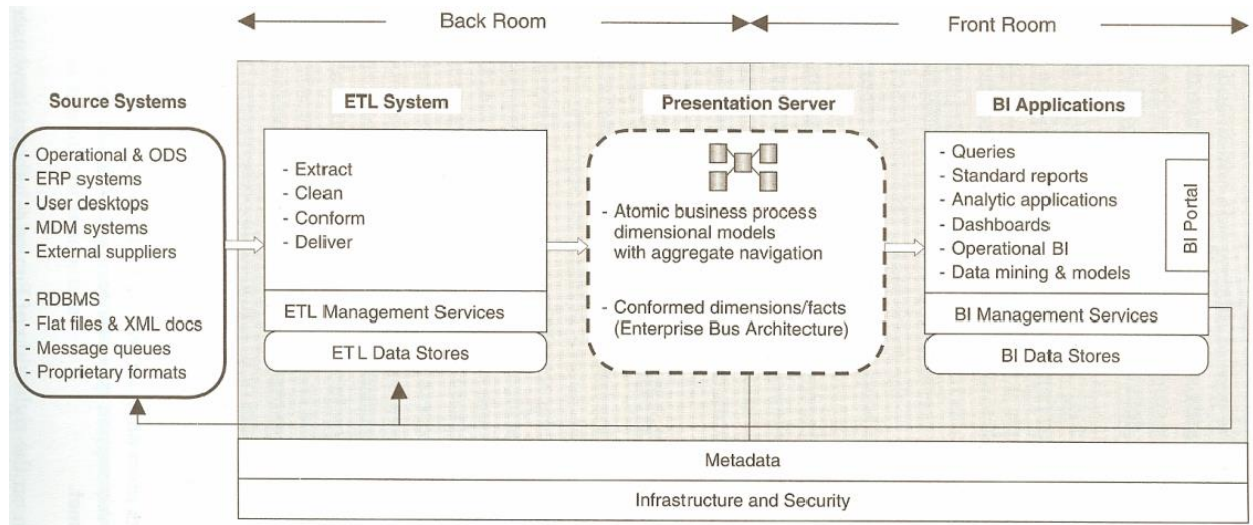 Back Room
Front Room
Source Systems
- Operational & ODS
- ERP systems
- User desktops
- MDM systems
- External suppliers
- RDBMS
- Flat files & XML docs
- Message queues
- Proprietary formats
ETL System
- Extract
- Clean
- Conform
- Deliver
ETL Management Services
ETL Data Stores
Presentation Server
- Atomic business process
dimensional models
with aggregate navigation
- Conformed dimensions/facts
(Enterprise Bus Architecture)
BI Applications
- Queries
- Standard reports
- Analytic applications
- Dashboards
- Operational BI
- Data mining & models
BI Portal
BI Management Services
BI Data Stores
Metadata
Infrastructure and Security